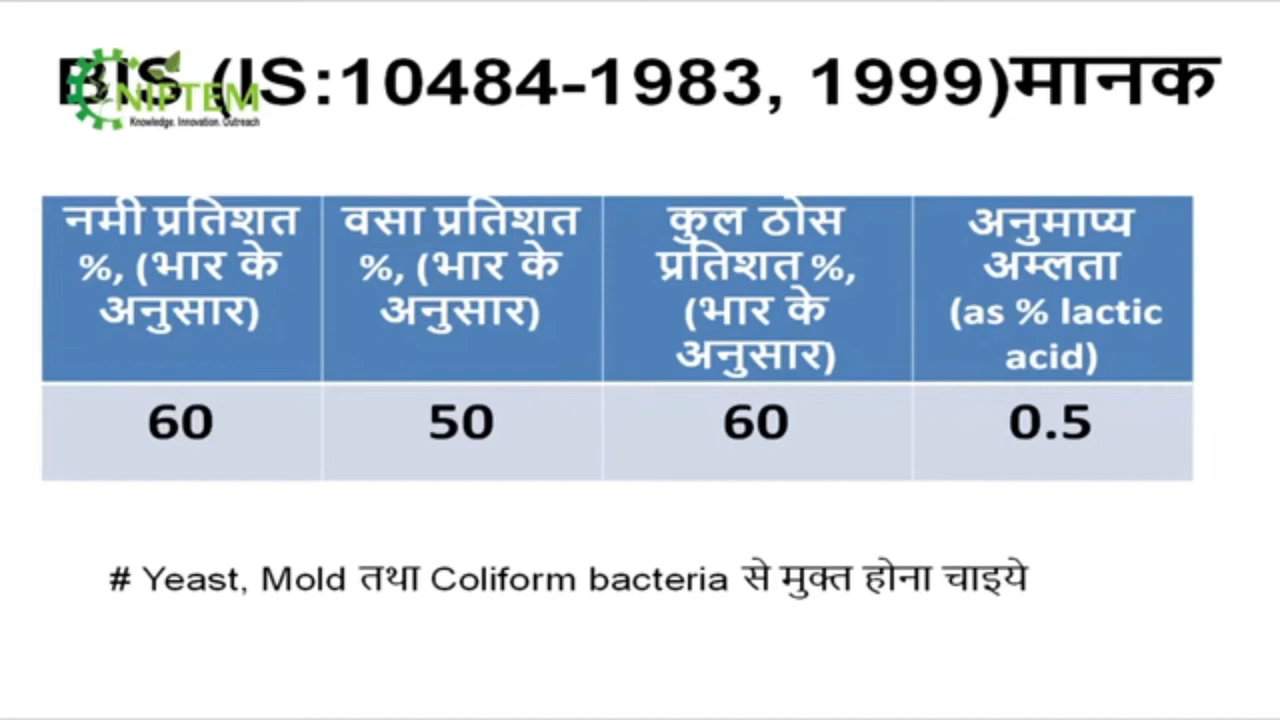 BIS (IS:10484-1983, 1999)मानक
NIFTEM
Knowledge. Innovation. Outreach
नमी प्रतिशत
%, (भार के
अनुसार)
वसा प्रतिशत
%, (भार के
अनुसार)
कुल ठोस
प्रतिशत %,
(भार के
अनुसार)
अनुमाप्य
अम्लता
(as % lactic
acid)
60
50
60
0.5
# Yeast, Mold तथा Coliform bacteria से मुक्त होना चाइये